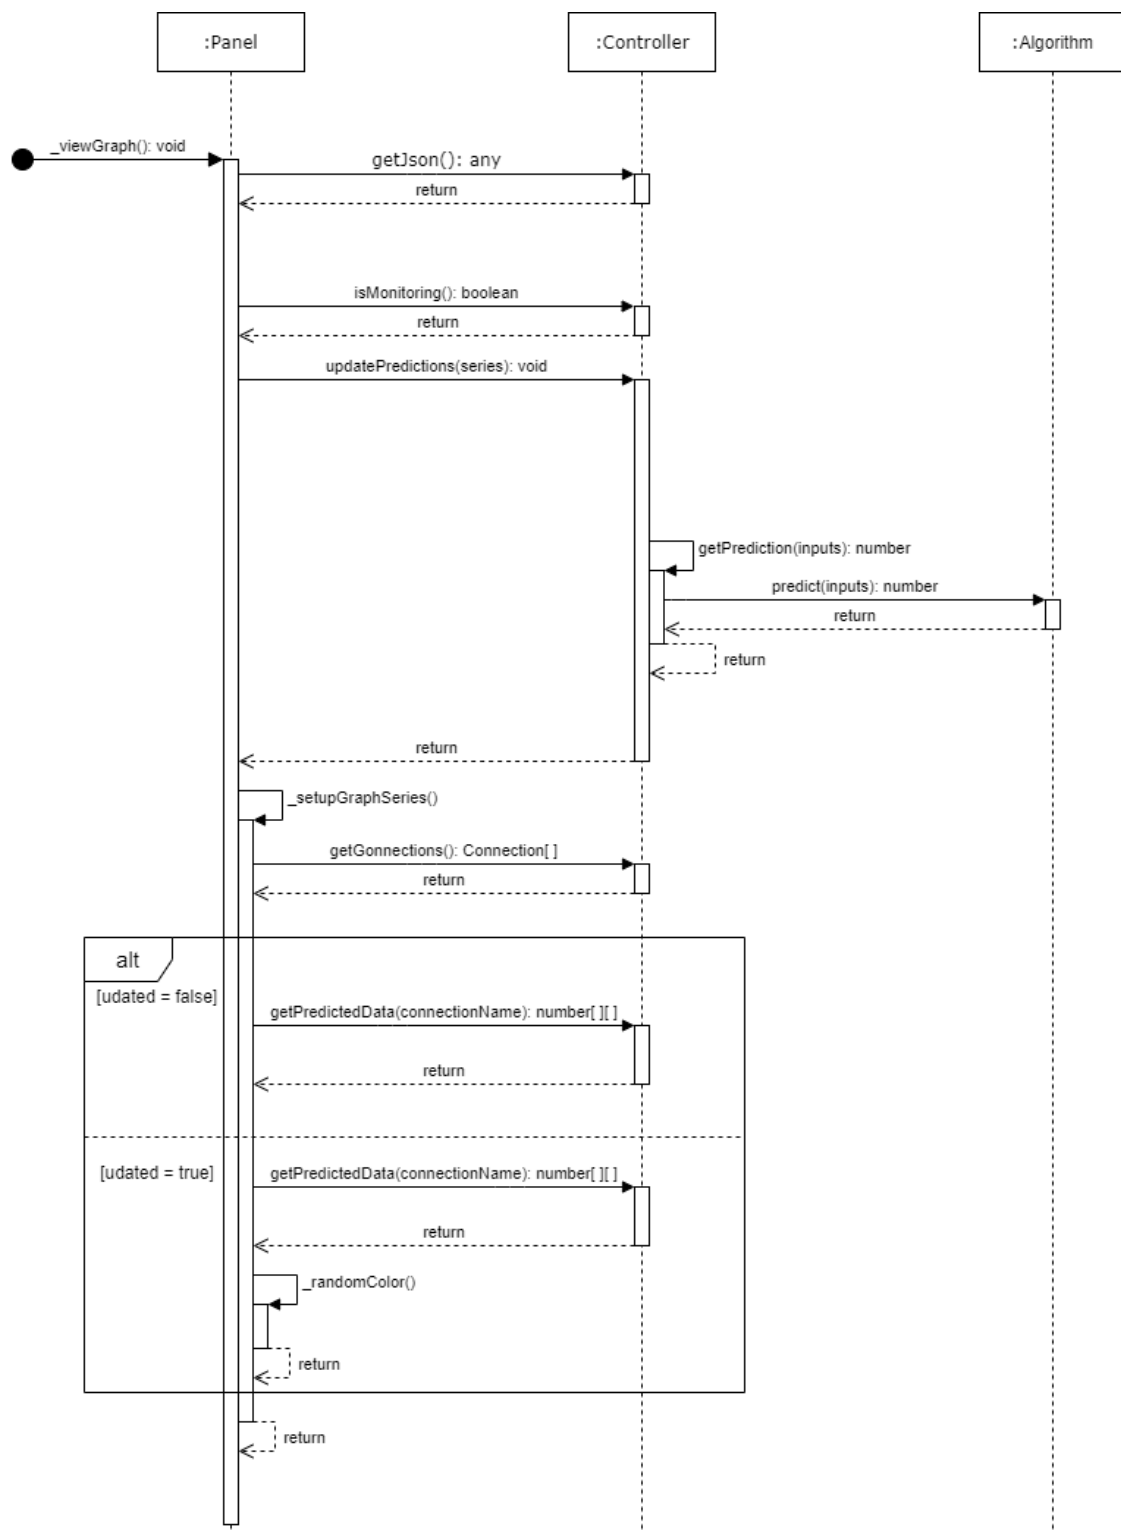 :Panel
:Controller
:Algorithm
_viewGraph(): void
getJson(): any
return
isMonitoring(): boolean
return
updatePredictions(series): void
getPrediction(inputs): number
predict(inputs): number
return
return
return
_setupGraphSeries()
getGonnections(): Connection[ ]
return
alt
[udated = false]
getPredictedData(connectionName): number[ ][ ]
return
[udated = true]
getPredictedData(connectionName): number[ ][ ]
return
_randomColor()
return
return